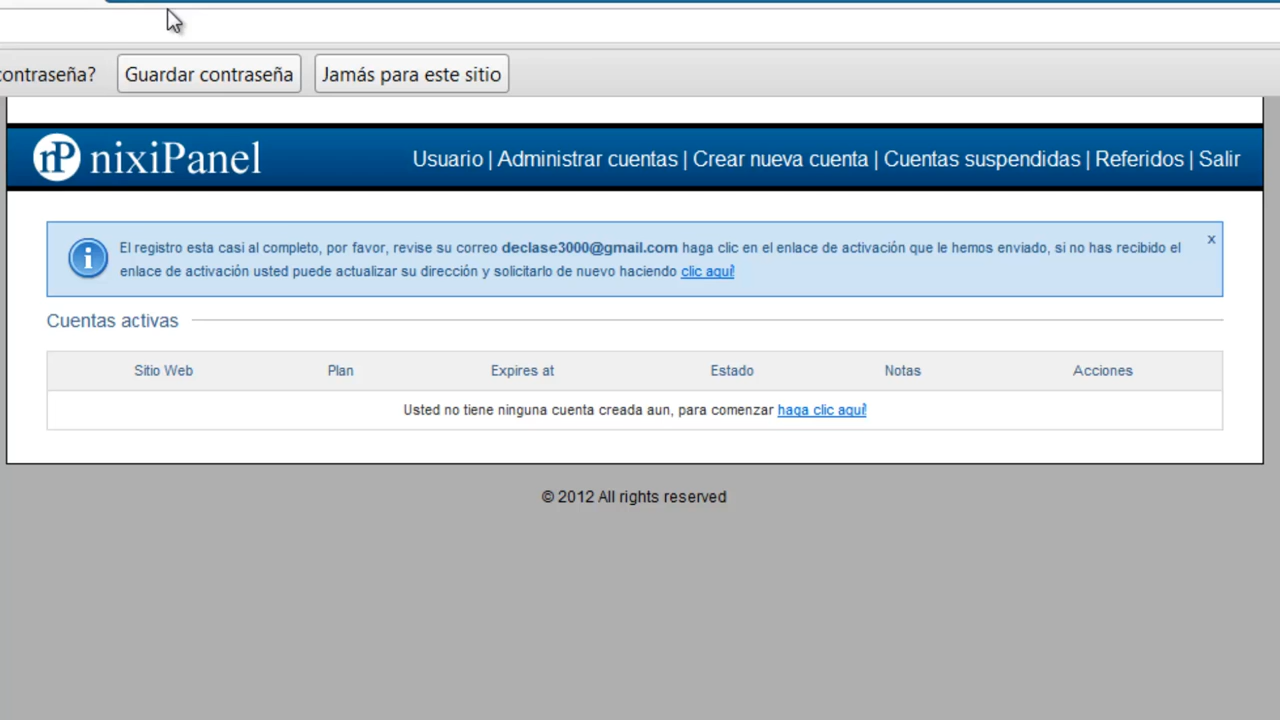 contraseña? Guardar contraseña Jamás para este sitio
nP nixiPanel Usuario | Administrar cuentas | Crear nueva cuenta | Cuentas suspendidas | Referidos | Salir
El registro esta casi al completo, por favor, revise su correo declase3000@gmail.com haga clic en el enlace de activación que le hemos enviado, si no has recibido el x
enlace de activación usted puede actualizar su dirección y solicitarlo de nuevo haciendo clic aquí!
Cuentas activas
Sitio Web Plan Expires at Estado Notas Acciones
Usted no tiene ninguna cuenta creada aun, para comenzar haga clic aquí!
© 2012 All rights reserved